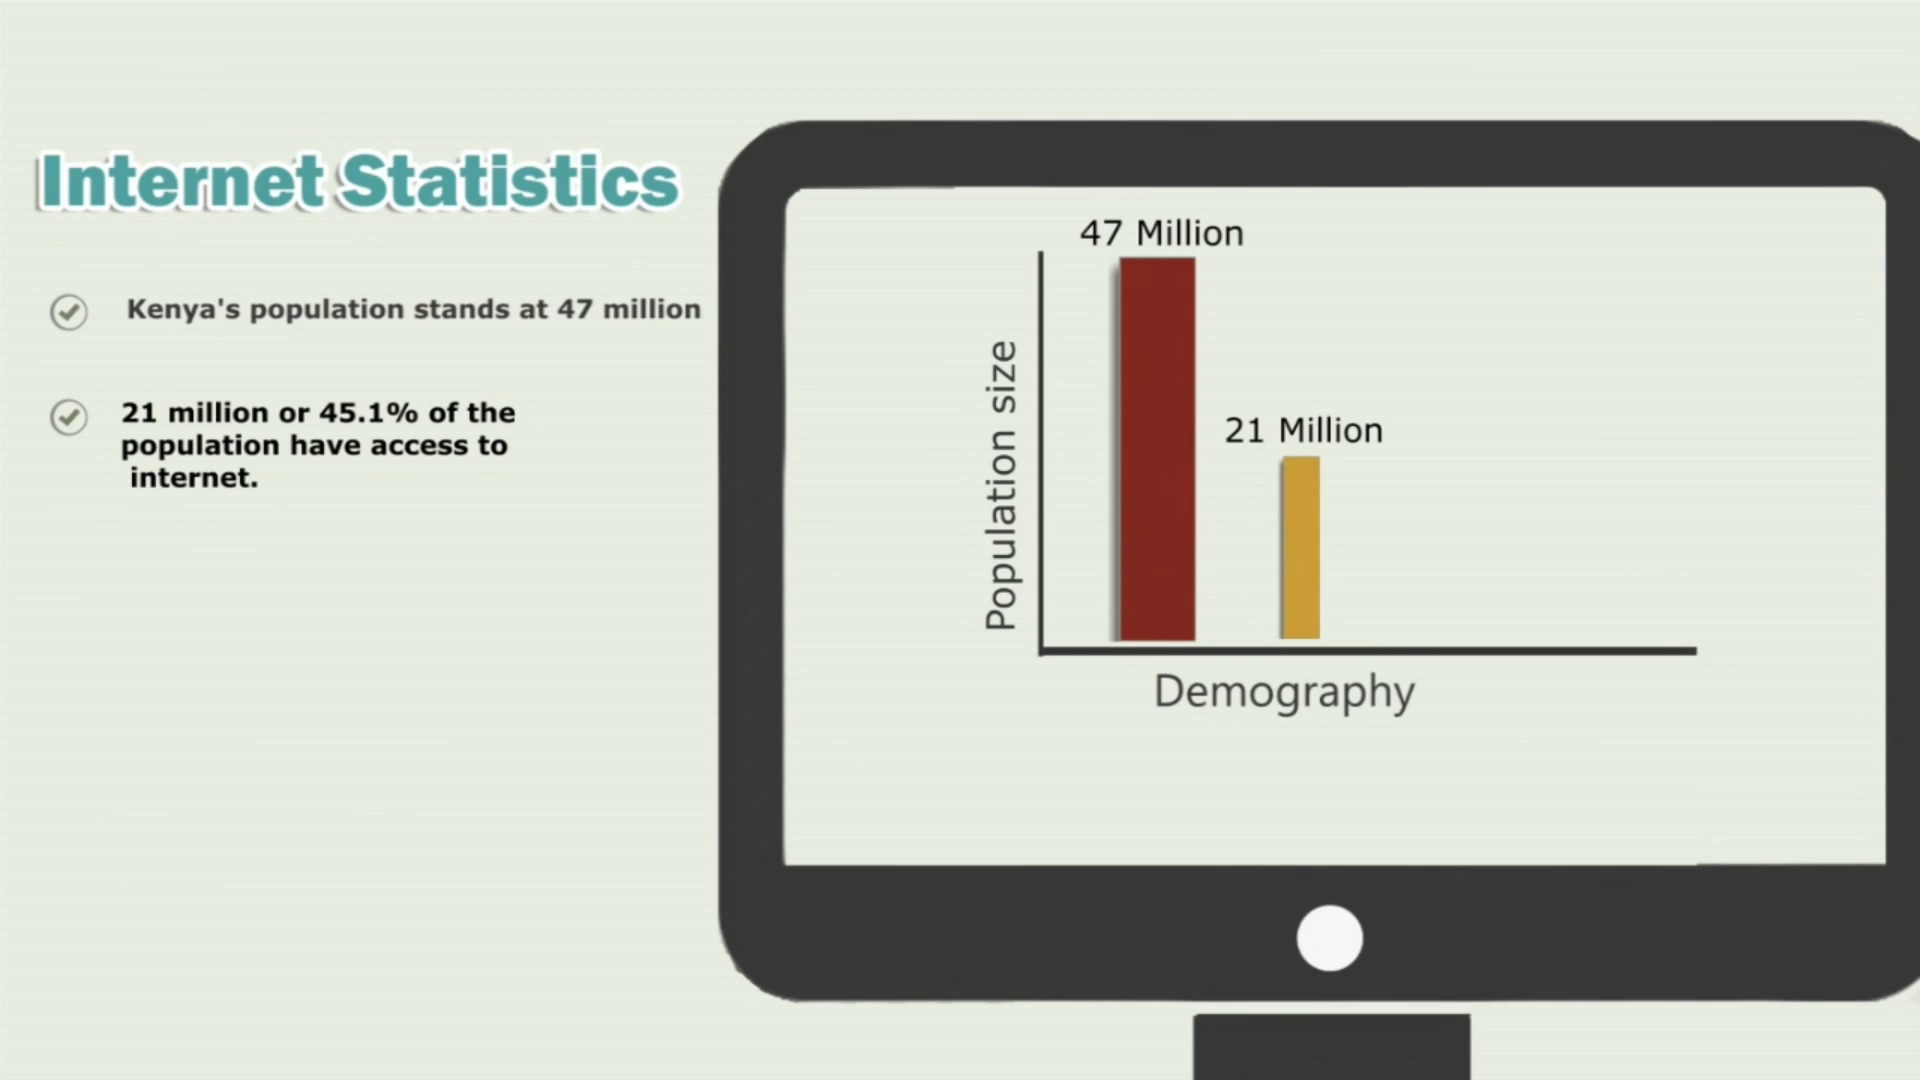 Internet Statistics
Kenya's population stands at 47 million
21 million or 45.1% of the
population have access to
internet.
47 Million
21 Million
Population size
Demography